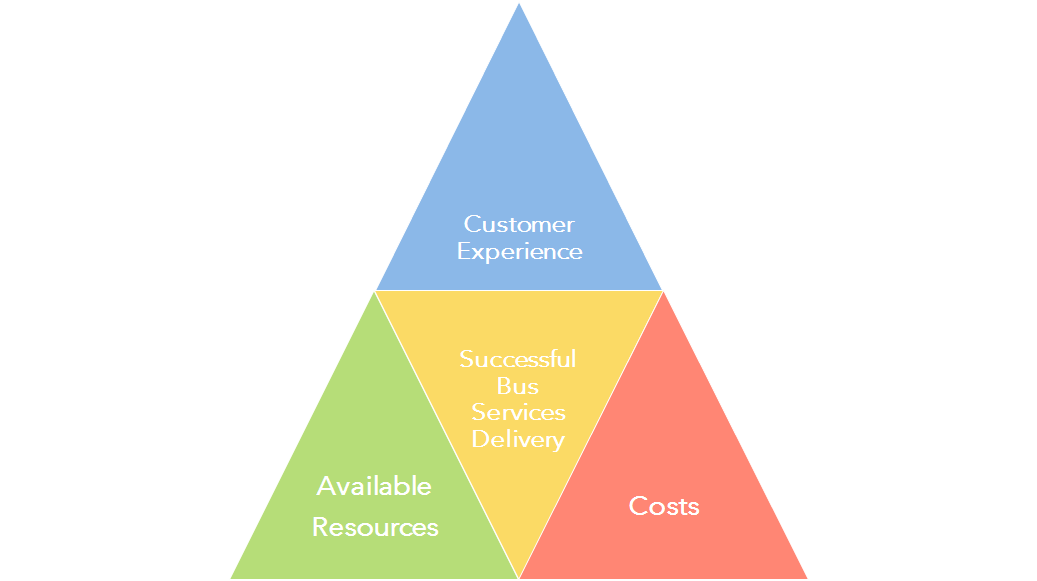 Customer
Experience
Successful
Bus
Services
Delivery
Available
Resources
Costs